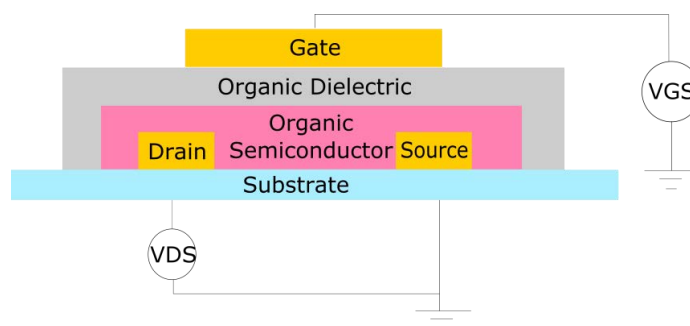 Gate
Organic Dielectric
VGS
Organic
Drain
Semiconductor
Source
Substrate
VDS